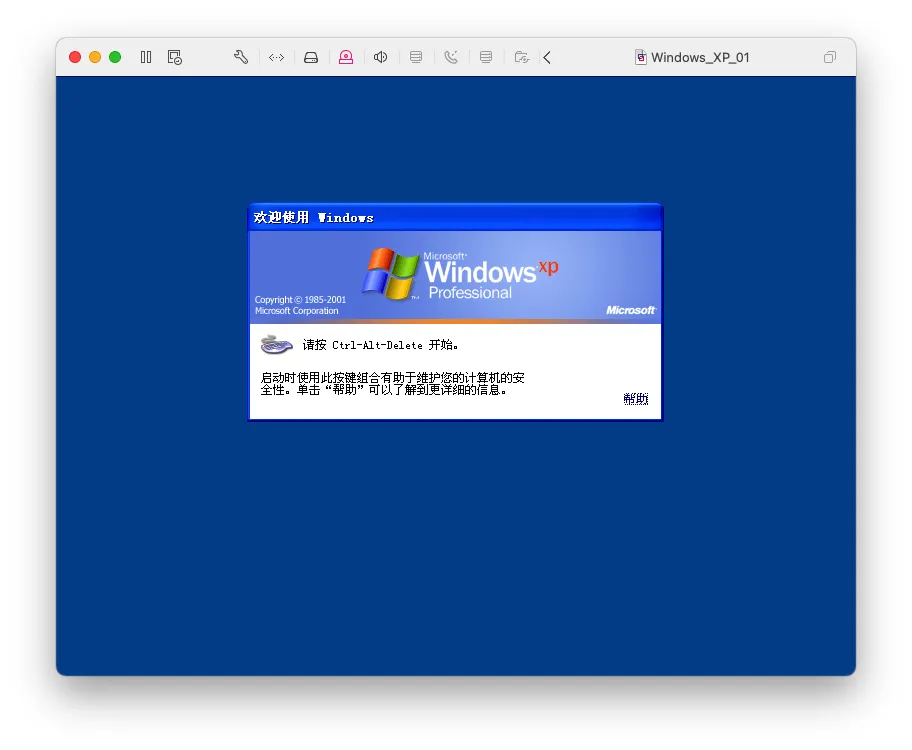 Windows_XP_01
欢迎使用 Windows
Microsoft®
Windows xp
Professional
TM
Copyright © 1985-2001
Microsoft Corporation
Microsoft
请按 Ctrl-Alt-Delete 开始。
启动时使用此按键组合有助于维护您的计算机的安
全性。单击“帮助”可以了解到更详细的信息。
帮助